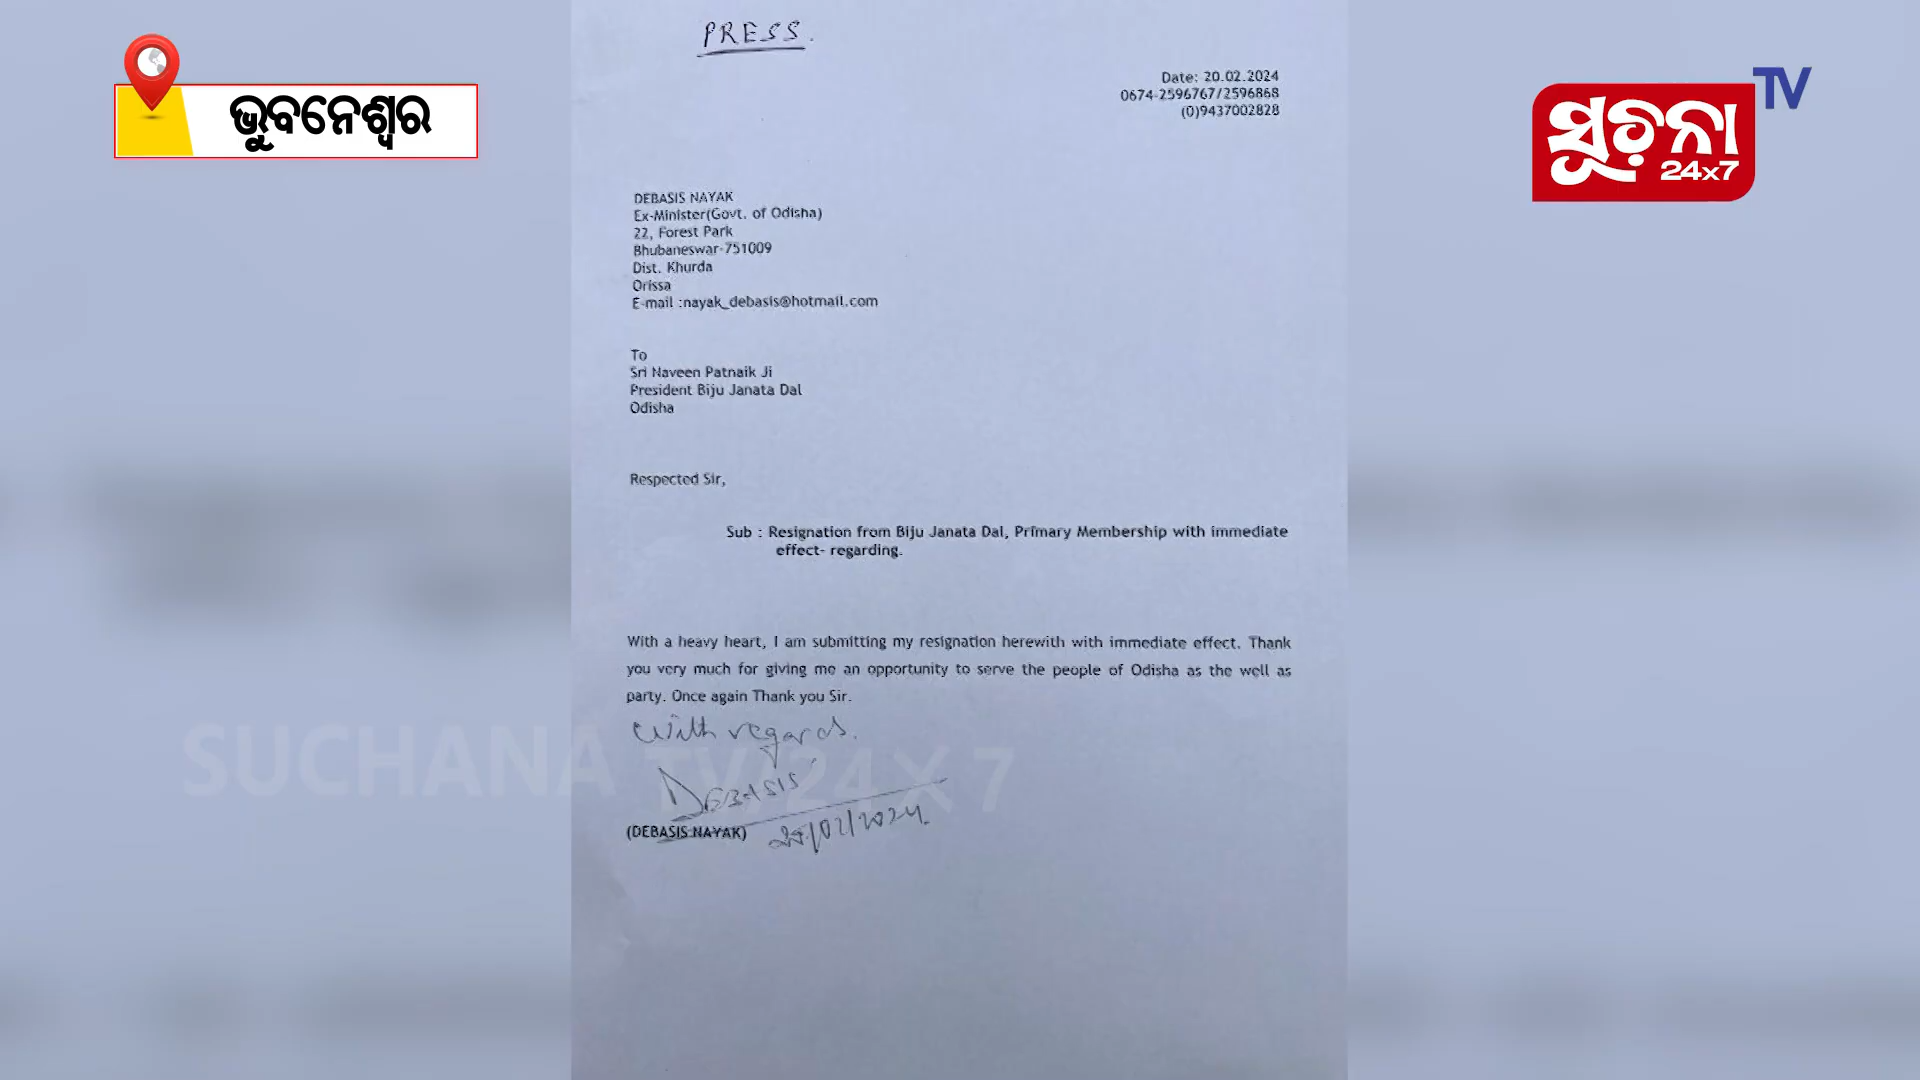 PRESS.
ଭୁବନେଶ୍ୱର
TV
ସୂଚନା
24x7
Date: 20.02.2024
0674-2596767/2596868
(0)9437002828
DEBASIS NAYAK
Ex-Minister(Govt. of Odisha)
22, Forest Park
Bhubaneswar-751009
Dist. Khurda
Orissa
E-mail :nayak_debasis@hotmail.com
To
Sri Naveen Patnaik Ji
President Biju Janata Dal
Odisha
Respected Sir,
Sub : Resignation from Biju Janata Dal, Primary Membership with immediate
effect- regarding.
With a heavy heart, I am submitting my resignation herewith with immediate effect. Thank
you very much for giving me an opportunity to serve the people of Odisha as the well as
party. Once again Thank you Sir.
With regards.
SUCHANA TV 24X7
DEBASIS
(DEBASIS NAYAK)
/02/2024.